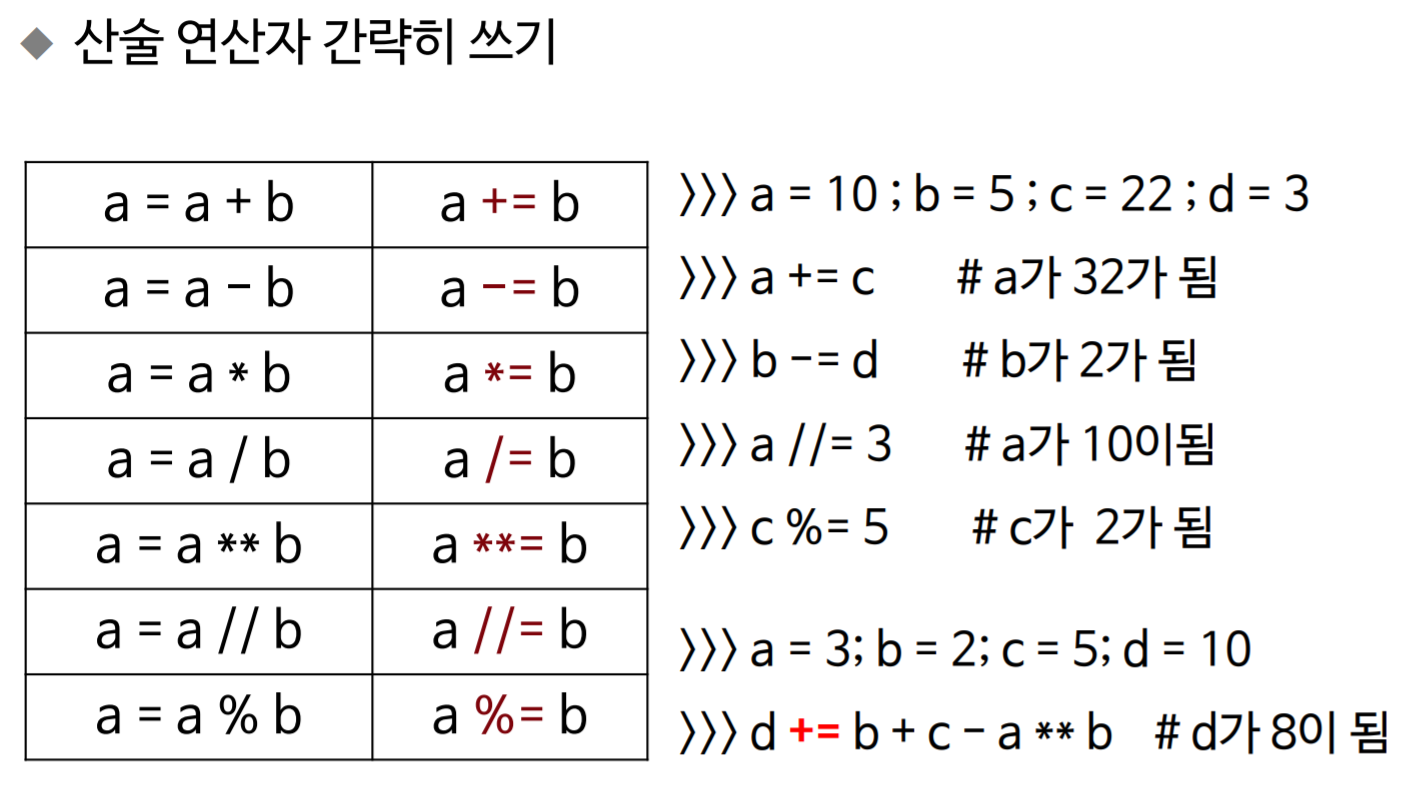 ◆ 산술 연산자 간략히 쓰기
a = a + b a += b
a = a - b a -= b
a = a * b a *= b
a = a / b a /= b
a = a ** b a **= b
a = a // b a //= b
a = a % b a %= b
>>> a = 10 ; b = 5 ; c = 22 ; d = 3
>>> a += c # a가 32가 됨
>>> b -= d # b가 2가 됨
>>> a //= 3 # a가 10이됨
>>> c %= 5 # c가 2가 됨
>>> a = 3; b = 2; c = 5; d = 10
>>> d += b + c - a ** b # d가 8이 됨